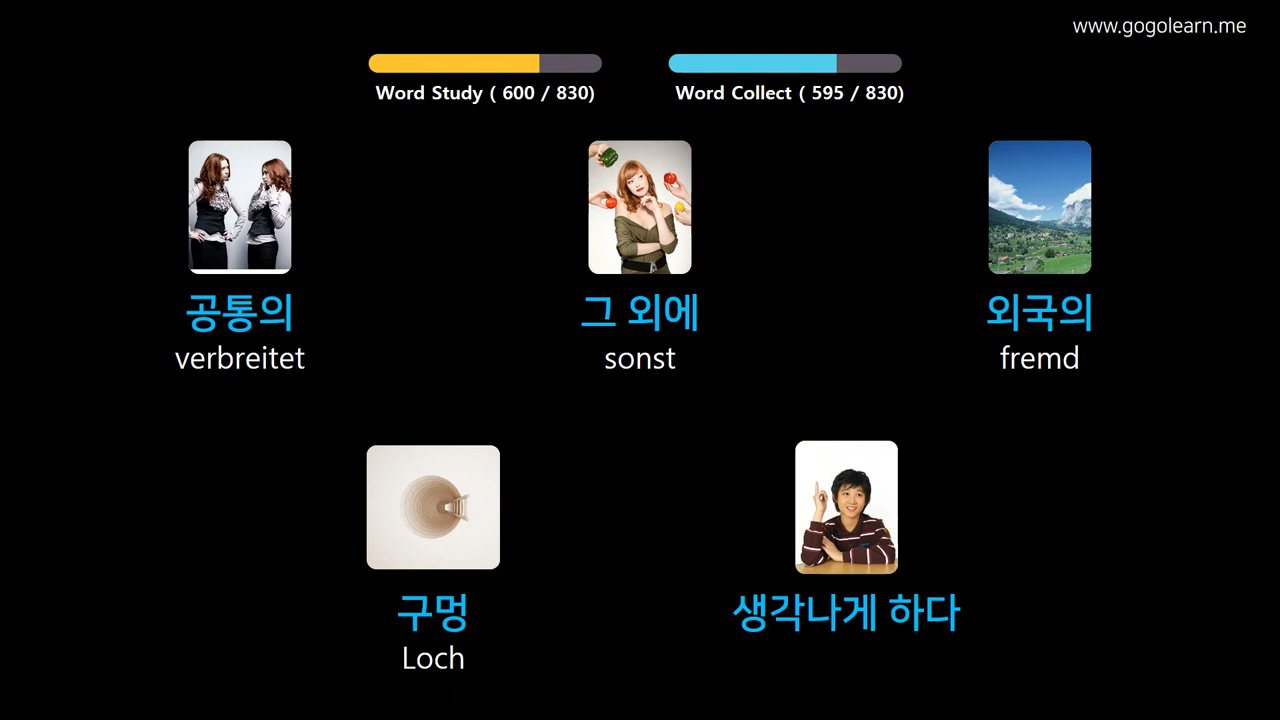 www.gogolearn.me
Word Study ( 600 / 830)
Word Collect ( 595 / 830)
공통의
verbreitet
그 외에
sonst
외국의
fremd
구멍
Loch
생각나게 하다